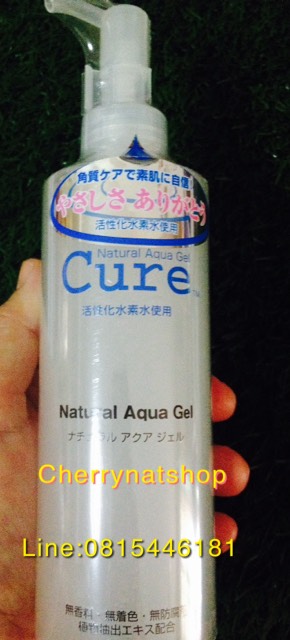 角質ケアで素肌に自信
やさしさ ありがとう
活性化水素水使用
Natural Aqua Gel
Cure
活性化水素水使用
Natural Aqua Gel
ナチュラル アクア ジェル
Cherrynatshop
Line:0815446181
無香料・無着色・無防腐
植物抽出エキス配合